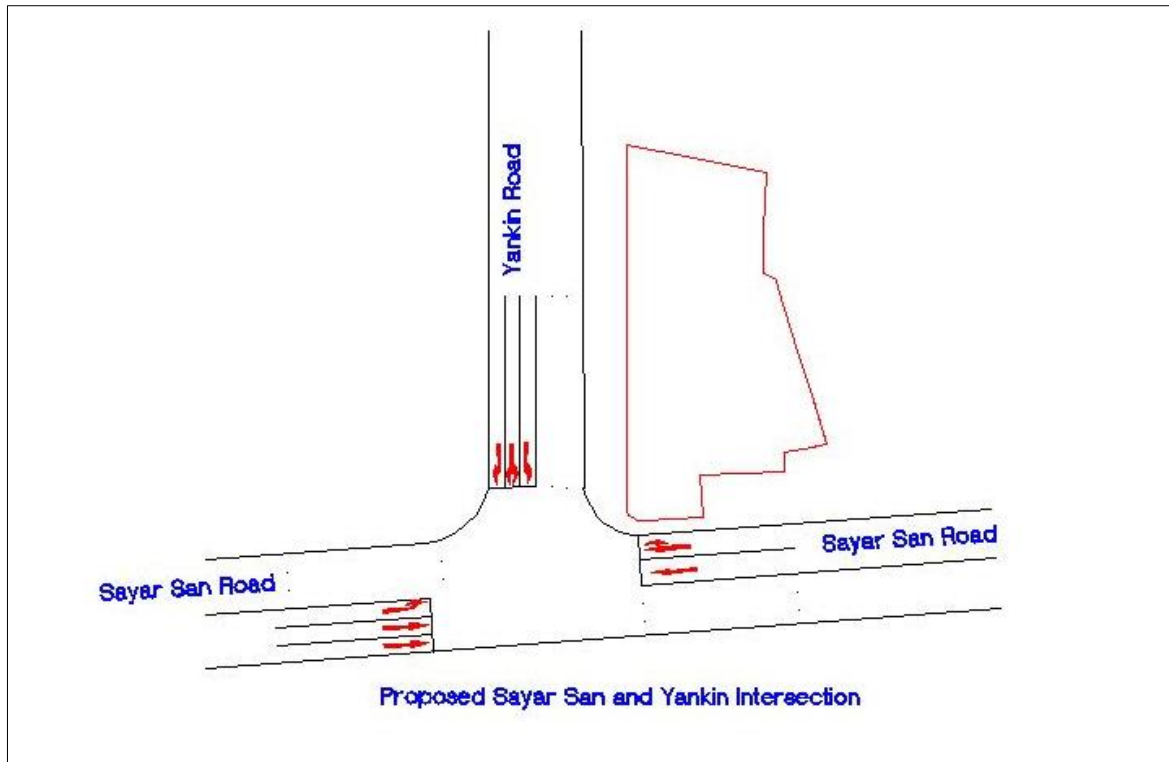 Yankin Road
Sayar San Road
Sayar San Road
Proposed Sayar San and Yankin Intersection